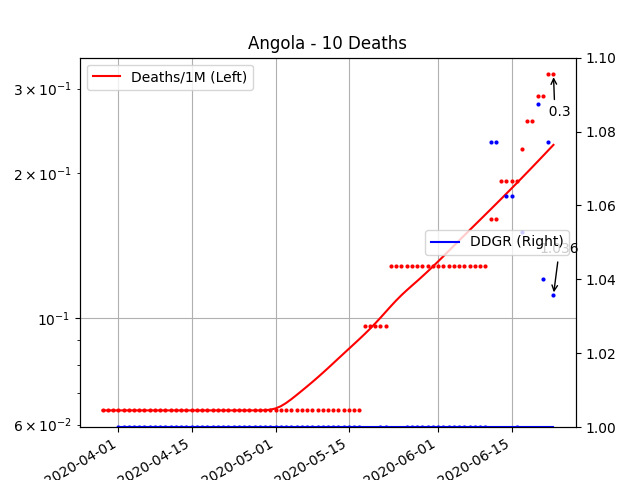 Angola - 10 Deaths
Deaths/1M (Left)
DDGR (Right)
0.3
1.036
3 × 10⁻¹
2 × 10⁻¹
10⁻¹
6 × 10⁻²
1.10
1.08
1.06
1.04
1.02
1.00
2020-04-01
2020-04-15
2020-05-01
2020-05-15
2020-06-01
2020-06-15